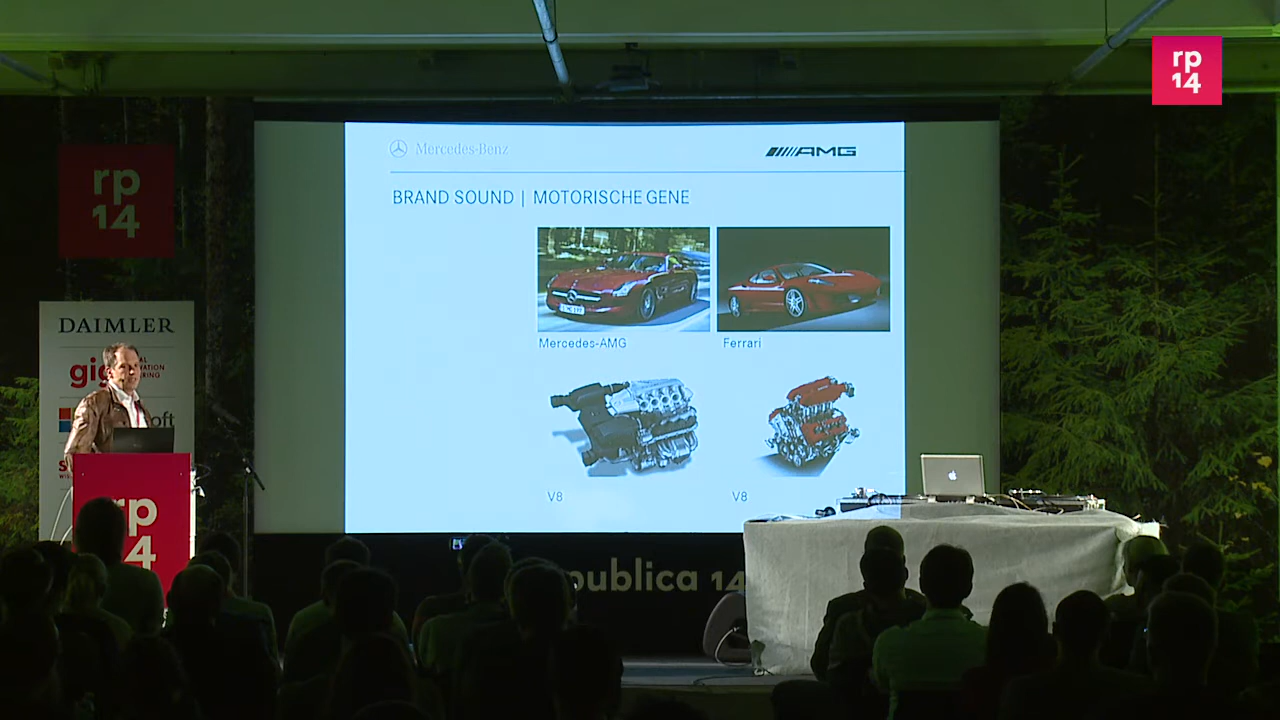 rp
14
rp
14
Mercedes-Benz
AMG
BRAND SOUND | MOTORISCHE GENE
Mercedes-AMG
Ferrari
V8
V8
DAIMLER
gig
rp
14
publica 14